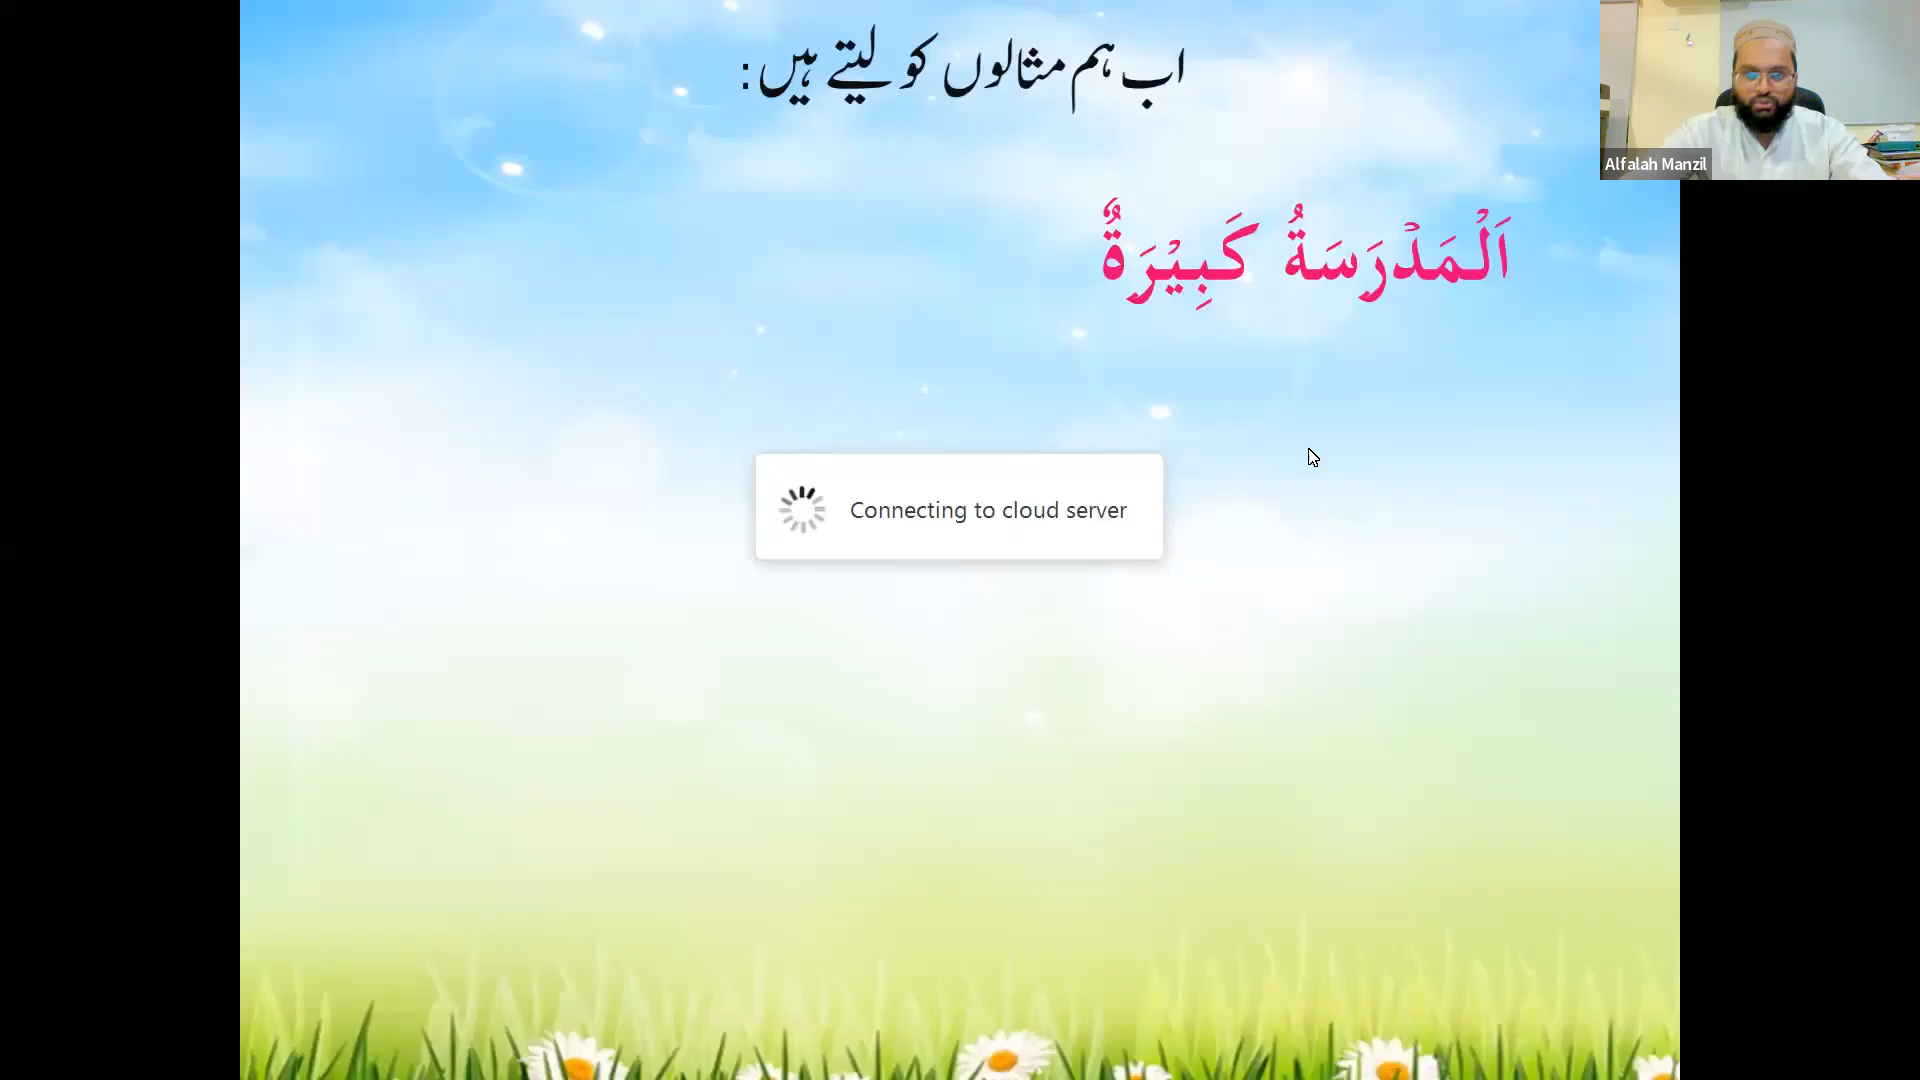 اب ہم مثالوں کو لیتے ہیں:
Alfalah Manzil
اَلْمَدْرَسَةُ كَبِيْرَةٌ
Connecting to cloud server